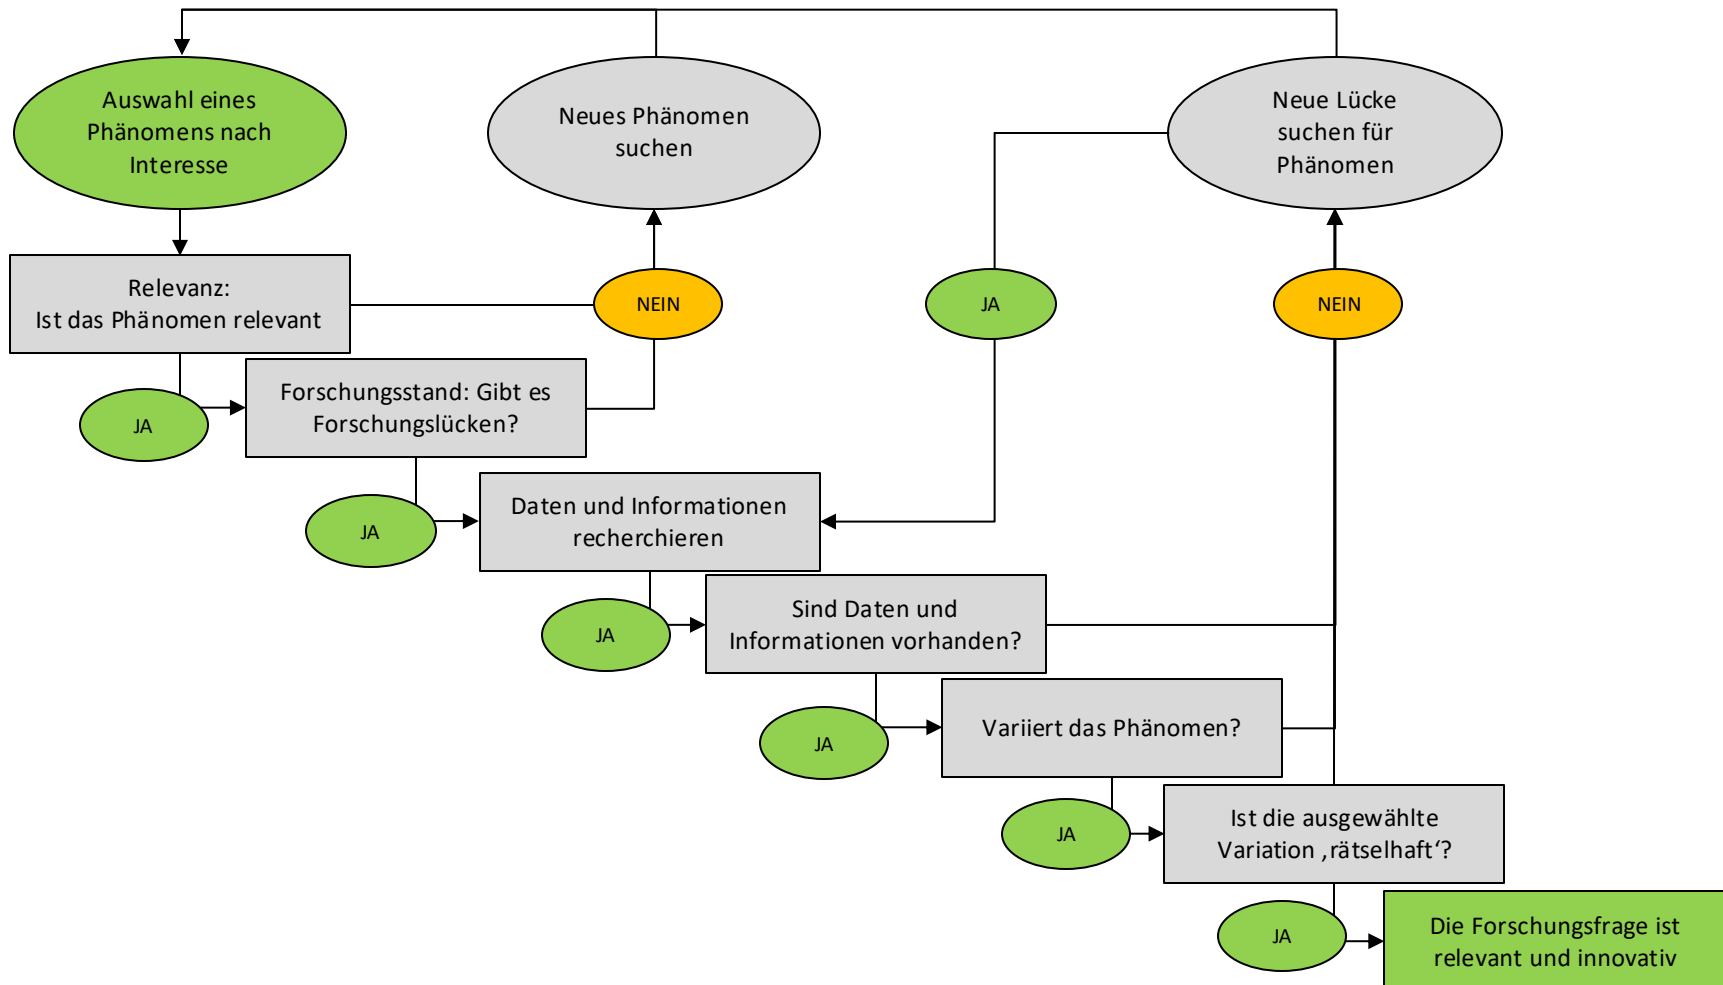 Auswahl eines
Phänomens nach
Interesse
Neues Phänomen
suchen
Neue Lücke
suchen für
Phänomen
Relevanz:
Ist das Phänomen relevant
NEIN
JA
NEIN
JA
Forschungsstand: Gibt es
Forschungslücken?
JA
Daten und Informationen
recherchieren
JA
Sind Daten und
Informationen vorhanden?
JA
Variiert das Phänomen?
JA
Ist die ausgewählte
Variation ‚rätselhaft‘?
JA
Die Forschungsfrage ist
relevant und innovativ